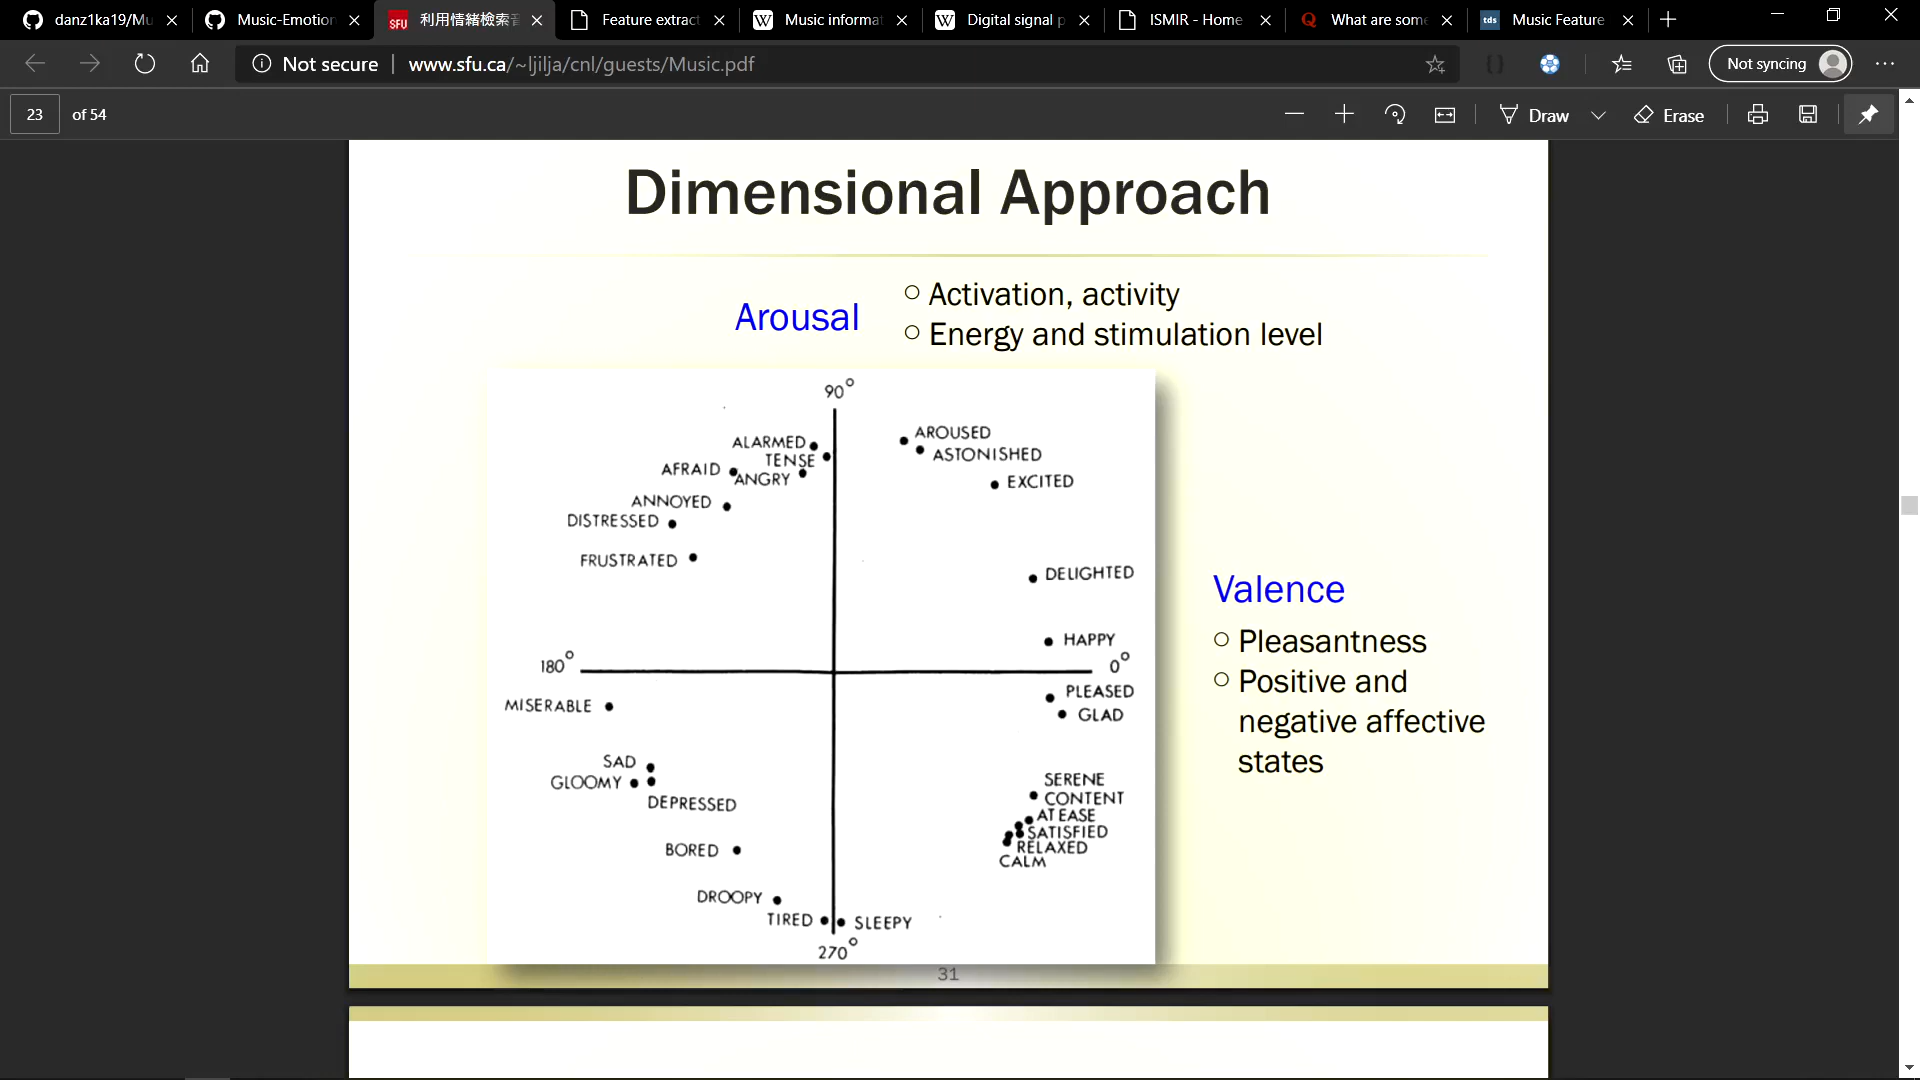 danz1ka19/Mu
Music-Emotion
利用情緒檢索音
Feature extract
Music informat
Digital signal p
ISMIR - Home
What are some
Music Feature
SFU
W
W
Q
tds
Not secure
www.sfu.ca/~ljilja/cnl/guests/Music.pdf
Not syncing
23
of 54
Draw
Erase
Dimensional Approach
Arousal
Activation, activity
Energy and stimulation level
90°
ALARMED
AROUSED
TENSE
ASTONISHED
AFRAID
ANGRY
EXCITED
ANNOYED
DISTRESSED
FRUSTRATED
DELIGHTED
HAPPY
180°
0°
MISERABLE
PLEASED
GLAD
SAD
GLOOMY
DEPRESSED
SERENE
CONTENT
AT EASE
SATISFIED
RELAXED
CALM
BORED
DROOPY
TIRED
SLEEPY
270°
Valence
Pleasantness
Positive and
negative affective
states
31